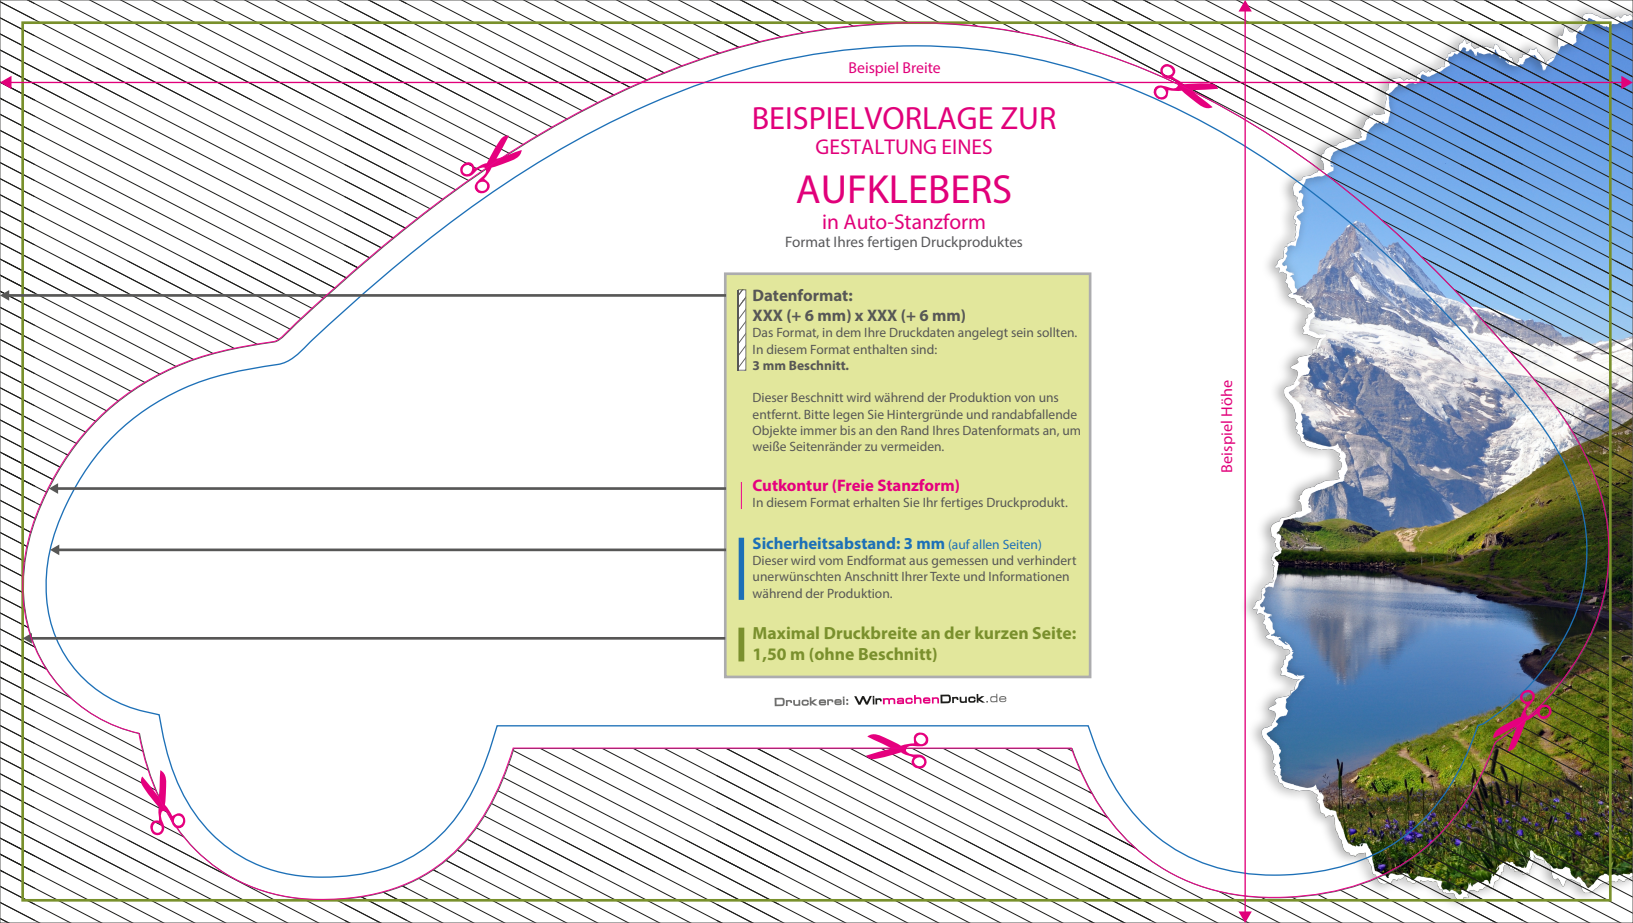 Beispiel Breite
BEISPIELVORLAGE ZUR
GESTALTUNG EINES
AUFKLEBERS
in Auto-Stanzform
Format Ihres fertigen Druckproduktes
Datenformat:
XXX (+ 6 mm) x XXX (+ 6 mm)
Das Format, in dem Ihre Druckdaten angelegt sein sollten.
In diesem Format enthalten sind:
3 mm Beschnitt.
Dieser Beschnitt wird während der Produktion von uns
entfernt. Bitte legen Sie Hintergründe und randabfallende
Objekte immer bis an den Rand Ihres Datenformats an, um
weiße Seitenränder zu vermeiden.
Cutkontur (Freie Stanzform)
In diesem Format erhalten Sie Ihr fertiges Druckprodukt.
Sicherheitsabstand: 3 mm (auf allen Seiten)
Dieser wird vom Endformat aus gemessen und verhindert
unerwünschten Anschnitt Ihrer Texte und Informationen
während der Produktion.
Maximal Druckbreite an der kurzen Seite:
1,50 m (ohne Beschnitt)
Druckerei: WirmachenDruck.de
Beispiel Höhe